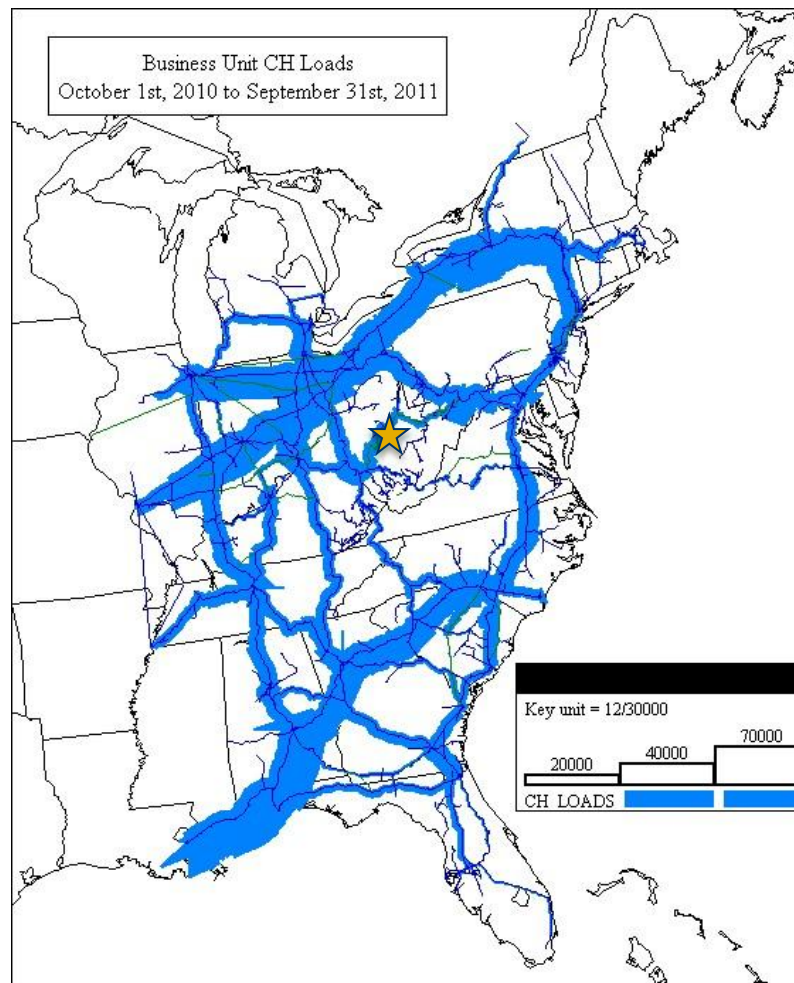 Business Unit CH Loads
October 1st, 2010 to September 31st, 2011
Key unit = 12/30000
20000
40000
70000
CH LOADS